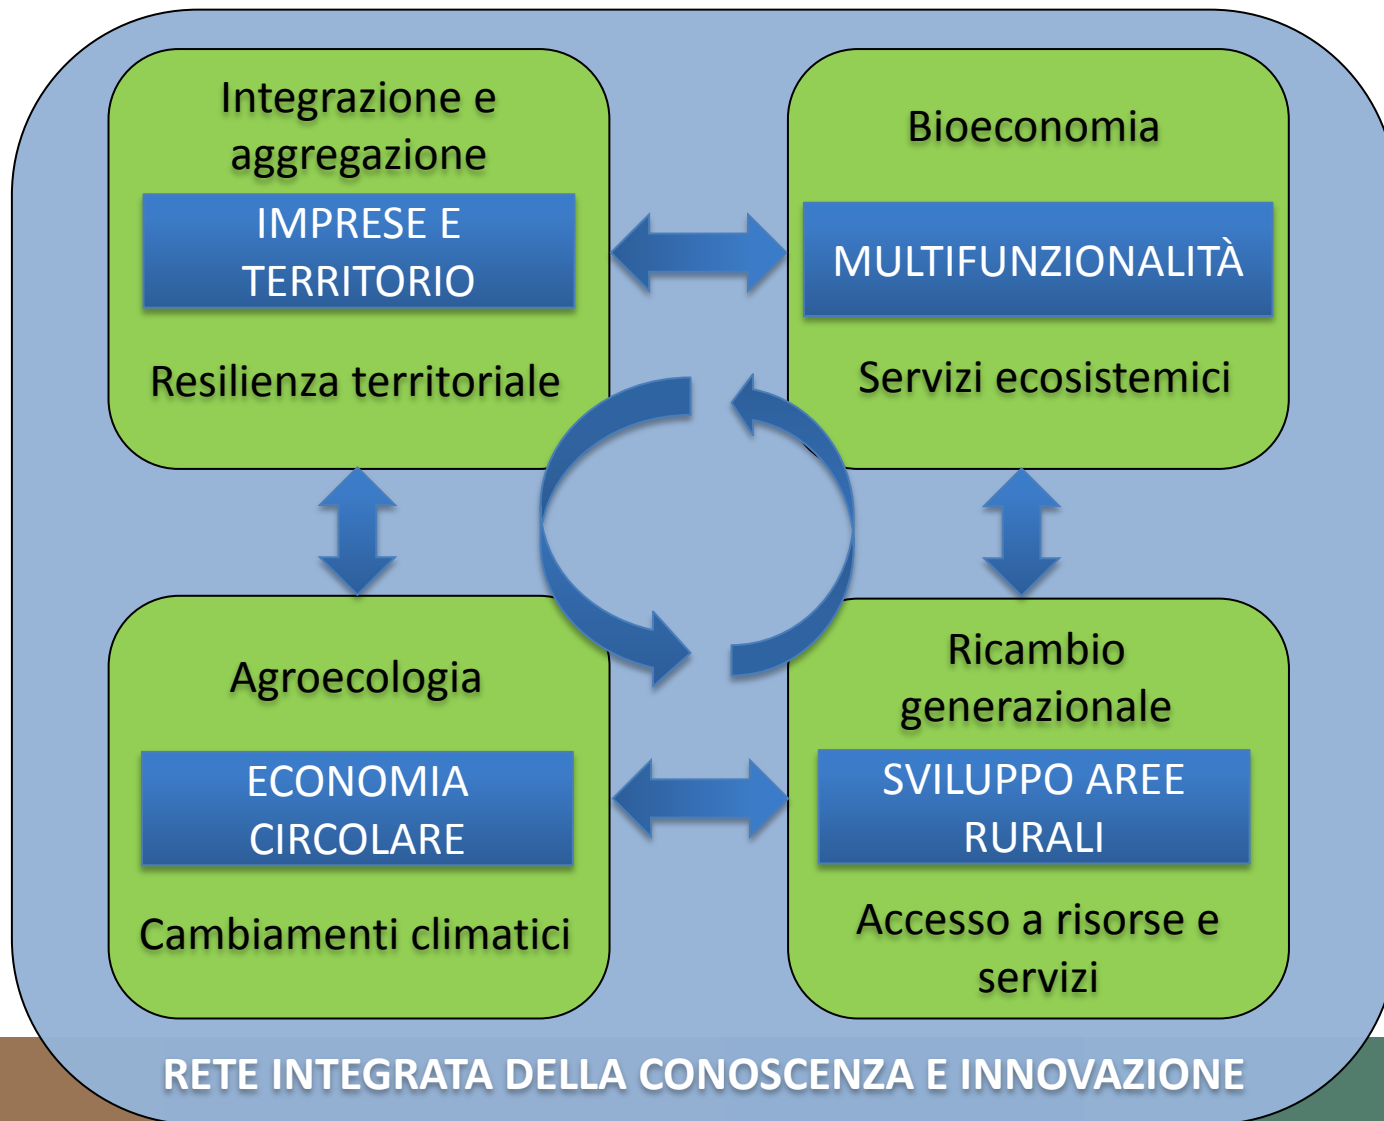 Integrazione e
aggregazione
IMPRESE E
TERRITORIO
Resilienza territoriale
Bioeconomia
MULTIFUNZIONALITÀ
Servizi ecosistemici
Agroecologia
ECONOMIA
CIRCOLARE
Cambiamenti climatici
Ricambio
generazionale
SVILUPPO AREE
RURALI
Accesso a risorse e
servizi
RETE INTEGRATA DELLA CONOSCENZA E INNOVAZIONE